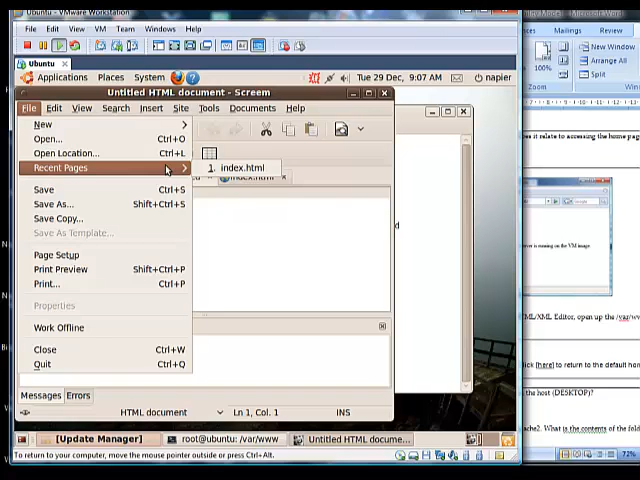 Ubuntu - VMware Workstation
File Edit View VM Team Windows Help
Ubuntu
Applications Places System
Tue 29 Dec, 9:07 AM
napier
Untitled HTML document - Screem
File Edit View Search Insert Site Tools Documents Help
New
Open... Ctrl+O
Open Location... Ctrl+L
Recent Pages
1. index.html
index.html
Save Ctrl+S
Save As... Shift+Ctrl+S
Save Copy...
Save As Template...
Page Setup
Print Preview Shift+Ctrl+P
Print... Ctrl+P
Properties
Work Offline
Close Ctrl+W
Quit Ctrl+Q
Messages Errors
HTML document Ln 1, Col. 1 INS
[Update Manager] root@ubuntu: /var/www Untitled HTML docume...
To return to your computer, move the mouse pointer outside or press Ctrl+Alt.
Mailings Review
100%
New Window
Arrange All
Split
Zoom
es it relate to accessing the home pag
erver is running on the VM image
ML/XML Editor, open up the /var/ww
lick [here] to return to the default hom
the host (DESKTOP)?
ache2. What is the contents of the fold
72%